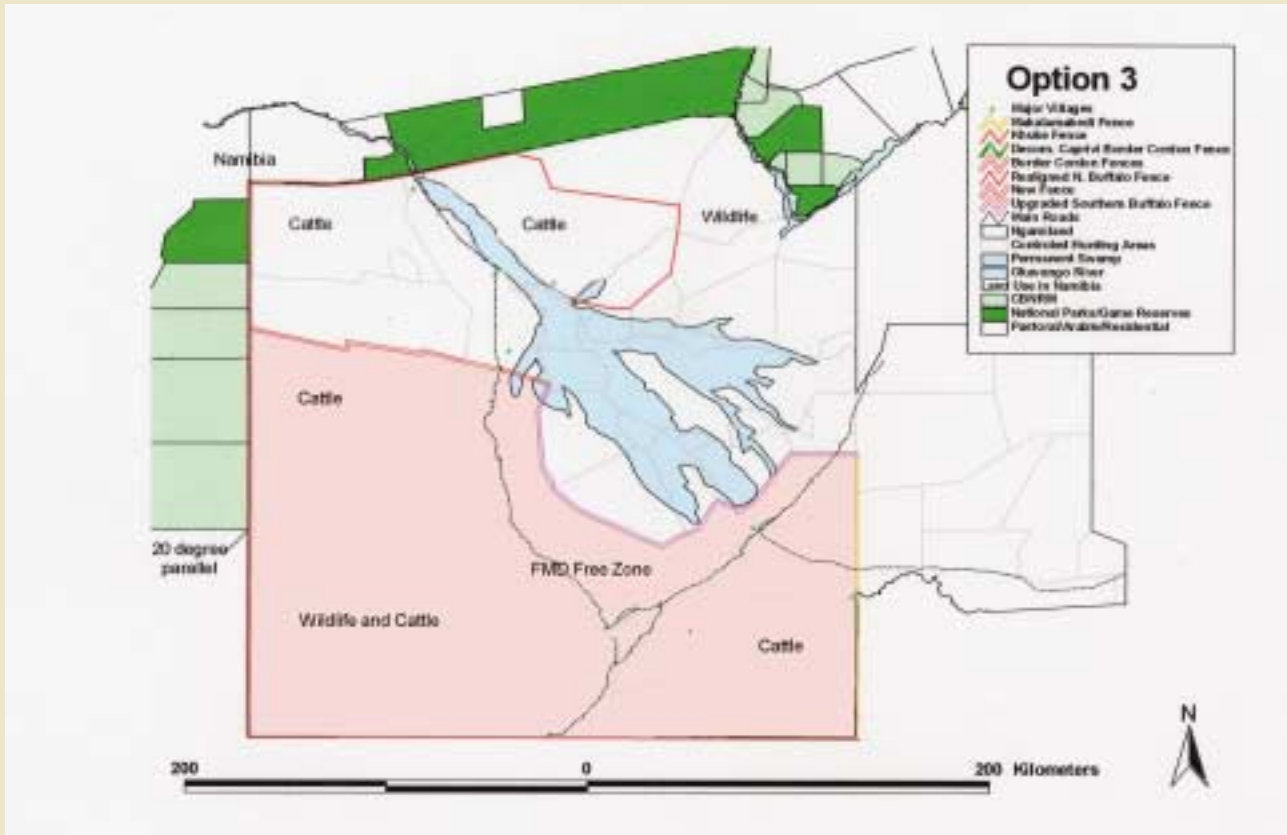 Option 3
Major Villages
Makalamabedi Fence
Khuke Fence
Decom. Caprivi Border Cordon Fence
Border Cordon Fences
Realigned N. Buffalo Fence
New Fence
Upgraded Southern Buffalo Fence
Main Roads
Ngamiland
Controlled Hunting Areas
Permanent Swamp
Okavango River
Land Use in Namibia
CBNRM
National Parks/Game Reserves
Pastoral/Arable/Residential
Namibia
Cattle
Cattle
Wildlife
Cattle
20 degree
parallel
FMD Free Zone
Wildlife and Cattle
Cattle
N
200 0 200 Kilometers